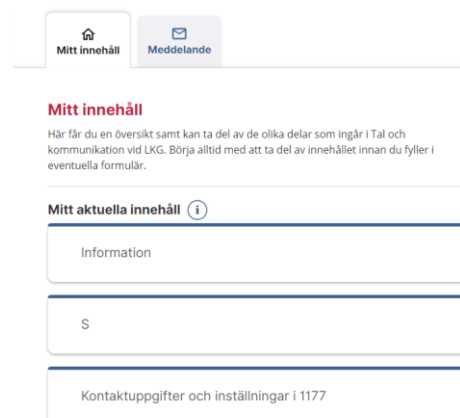 Mitt innehåll
Meddelande
Mitt innehåll
Här får du en översikt samt kan ta del av de olika delar som ingår i Tal och
kommunikation vid LKG. Börja alltid med att ta del av innehållet innan du fyller i
eventuella formulär.
Mitt aktuella innehåll i
Information
S
Kontaktuppgifter och inställningar i 1177